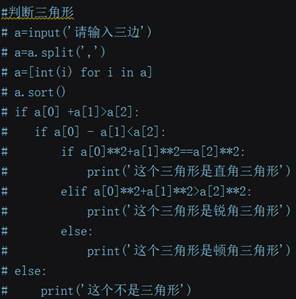 #判断三角形
# a=input('请输入三边')
# a=a.split(',')
# a=[int(i) for i in a]
# a.sort()
# if a[0] +a[1]>a[2]:
#    if a[0] - a[1]<a[2]:
#        if a[0]**2+a[1]**2==a[2]**2:
#            print('这个三角形是直角三角形')
#        elif a[0]**2+a[1]**2>a[2]**2:
#            print('这个三角形是锐角三角形')
#        else:
#            print('这个三角形是顿角三角形')
# else:
#     print('这个不是三角形')